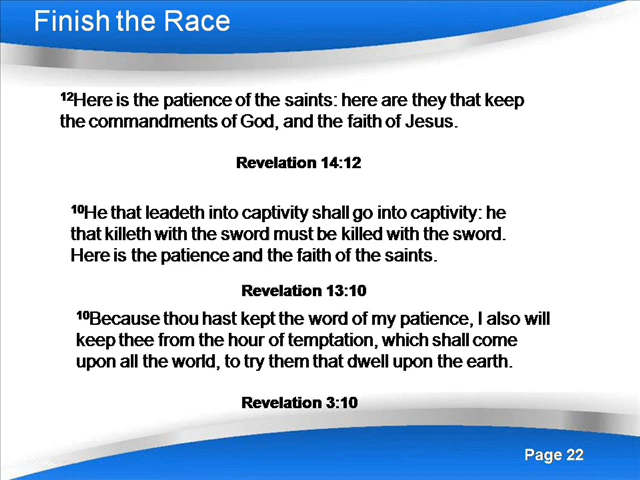 Finish the Race
12Here is the patience of the saints: here are they that keep
the commandments of God, and the faith of Jesus.
Revelation 14:12
10He that leadeth into captivity shall go into captivity: he
that killeth with the sword must be killed with the sword.
Here is the patience and the faith of the saints.
Revelation 13:10
10Because thou hast kept the word of my patience, I also will
keep thee from the hour of temptation, which shall come
upon all the world, to try them that dwell upon the earth.
Revelation 3:10
Page 22